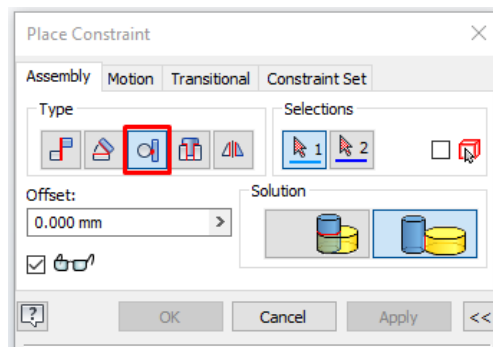 Place Constraint
Assembly Motion Transitional Constraint Set
Type Selections
1 2
Offset: Solution
0.000 mm >
? OK Cancel Apply <<